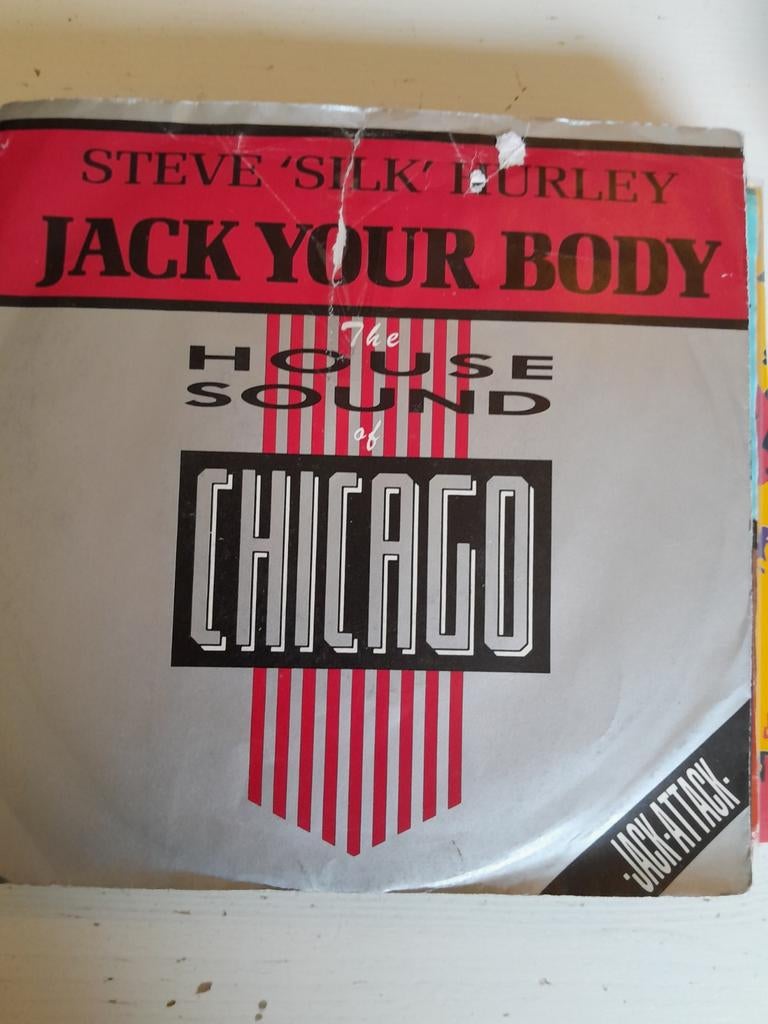 STEVE 'SILK' HURLEY
JACK YOUR BODY
The
HOUSE
SOUND
of
CHICAGO
·JACK·ATTACK·